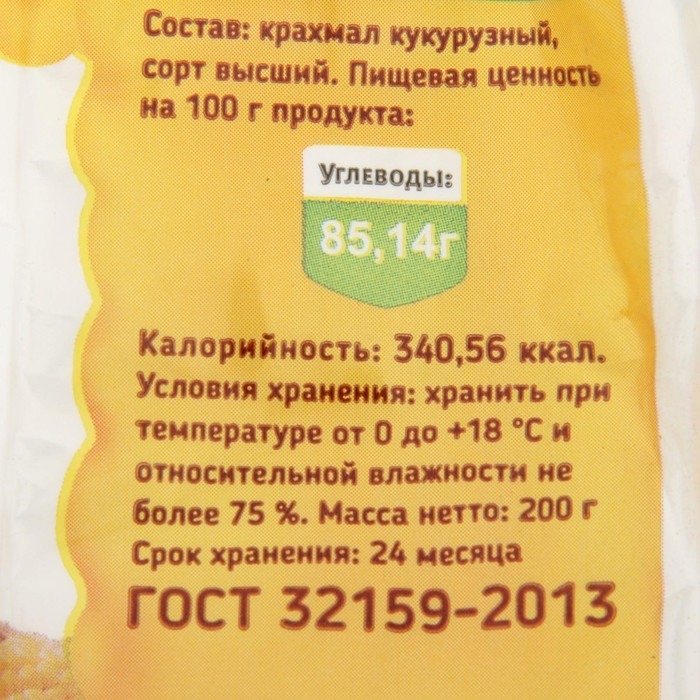 Состав: крахмал кукурузный,
сорт высший. Пищевая ценность
на 100 г продукта:
Углеводы:
85,14г
Калорийность: 340,56 ккал.
Условия хранения: хранить при
температуре от 0 до +18 °С и
относительной влажности не
более 75 %. Масса нетто: 200 г
Срок хранения: 24 месяца
ГОСТ 32159-2013